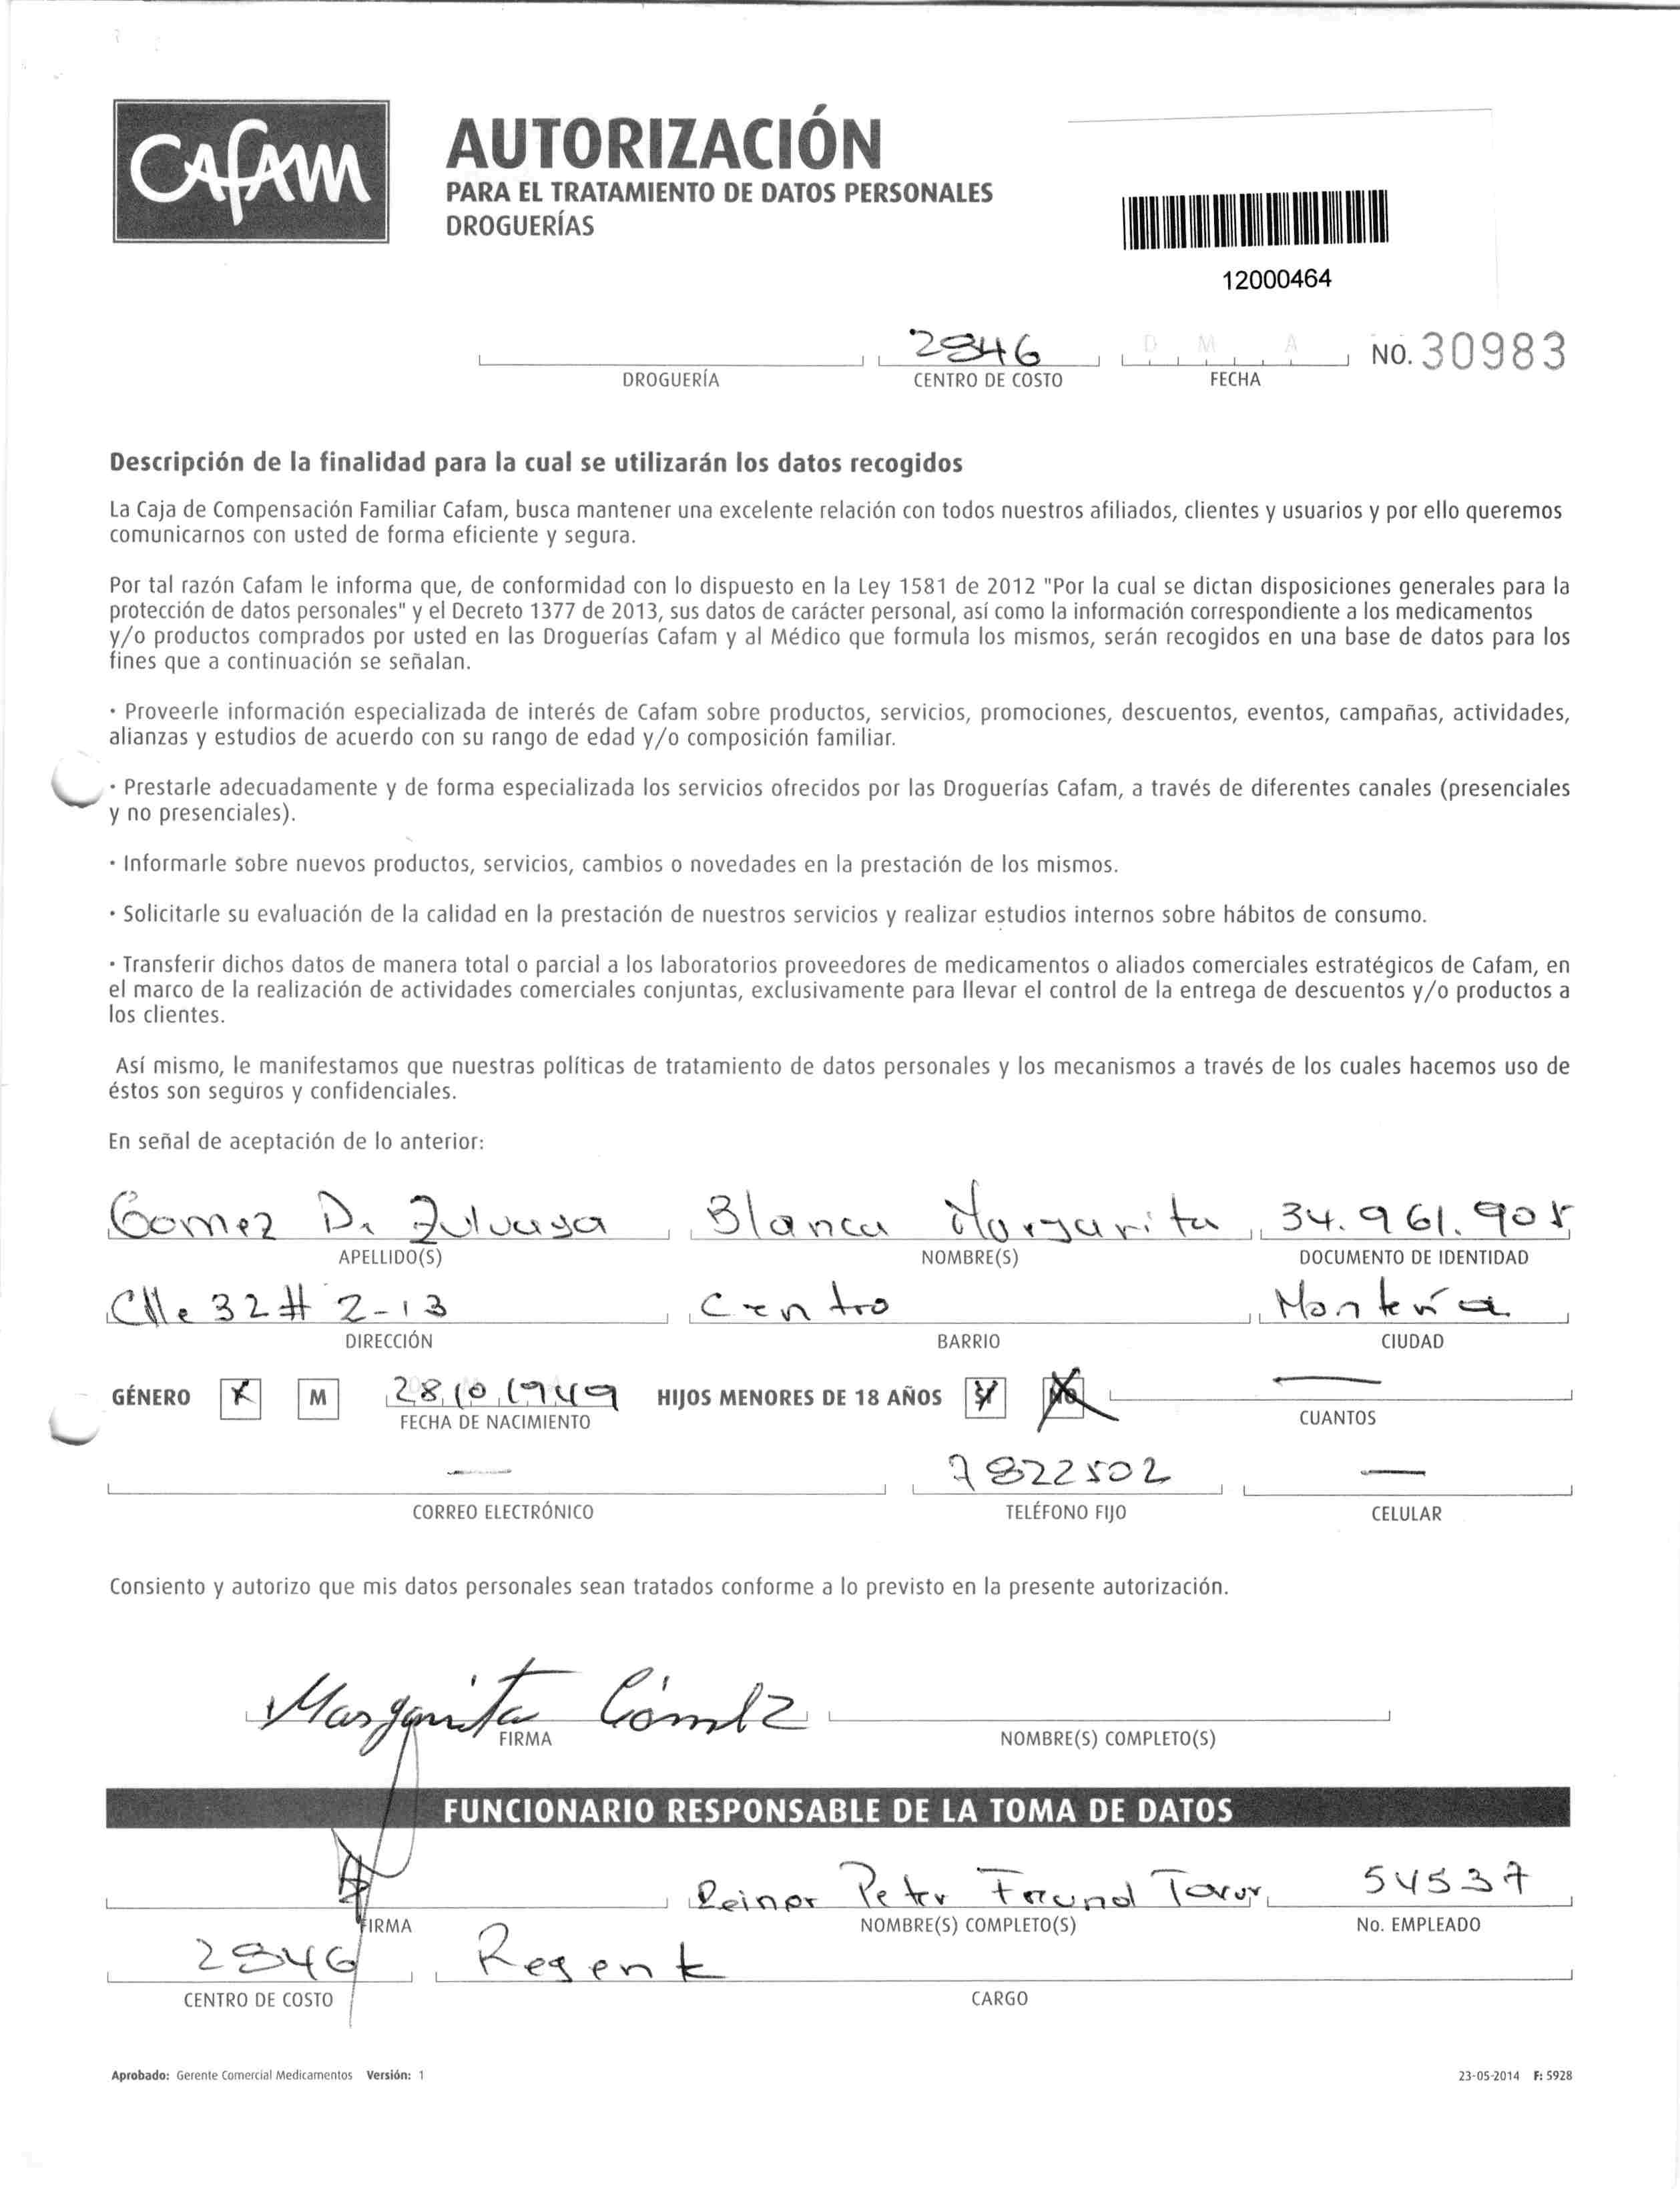 CAFAM
AUTORIZACIÓN
PARA EL TRATAMIENTO DE DATOS PERSONALES
DROGUERÍAS
12000464
2846 D M A NO. 30983
DROGUERÍA CENTRO DE COSTO FECHA
Descripción de la finalidad para la cual se utilizarán los datos recogidos
La Caja de Compensación Familiar Cafam, busca mantener una excelente relación con todos nuestros afiliados, clientes y usuarios y por ello queremos
comunicarnos con usted de forma eficiente y segura.
Por tal razón Cafam le informa que, de conformidad con lo dispuesto en la Ley 1581 de 2012 "Por la cual se dictan disposiciones generales para la
protección de datos personales" y el Decreto 1377 de 2013, sus datos de carácter personal, así como la información correspondiente a los medicamentos
y/o productos comprados por usted en las Droguerías Cafam y al Médico que formula los mismos, serán recogidos en una base de datos para los
fines que a continuación se señalan.
· Proveerle información especializada de interés de Cafam sobre productos, servicios, promociones, descuentos, eventos, campañas, actividades,
alianzas y estudios de acuerdo con su rango de edad y/o composición familiar.
· Prestarle adecuadamente y de forma especializada los servicios ofrecidos por las Droguerías Cafam, a través de diferentes canales (presenciales
y no presenciales).
· Informarle sobre nuevos productos, servicios, cambios o novedades en la prestación de los mismos.
· Solicitarle su evaluación de la calidad en la prestación de nuestros servicios y realizar estudios internos sobre hábitos de consumo.
· Transferir dichos datos de manera total o parcial a los laboratorios proveedores de medicamentos o aliados comerciales estratégicos de Cafam, en
el marco de la realización de actividades comerciales conjuntas, exclusivamente para llevar el control de la entrega de descuentos y/o productos a
los clientes.
Así mismo, le manifestamos que nuestras políticas de tratamiento de datos personales y los mecanismos a través de los cuales hacemos uso de
éstos son seguros y confidenciales.
En señal de aceptación de lo anterior:
Gomez De Zuluaga Blanca Margarita 34.961.905
APELLIDO(S) NOMBRE(S) DOCUMENTO DE IDENTIDAD
Clle 32 # 2-13 Centro Montería
DIRECCIÓN BARRIO CIUDAD
GÉNERO X M 28 10 1949 HIJOS MENORES DE 18 AÑOS SI NO —
FECHA DE NACIMIENTO CUANTOS
— 7822502 —
CORREO ELECTRÓNICO TELÉFONO FIJO CELULAR
Consiento y autorizo que mis datos personales sean tratados conforme a lo previsto en la presente autorización.
Margarita Gómez
FIRMA NOMBRE(S) COMPLETO(S)
FUNCIONARIO RESPONSABLE DE LA TOMA DE DATOS
Peter 54537
FIRMA NOMBRE(S) COMPLETO(S) No. EMPLEADO
2846 Regente
CENTRO DE COSTO CARGO
Aprobado: Gerente Comercial Medicamentos Versión: 1 23-05-2014 F: 5928